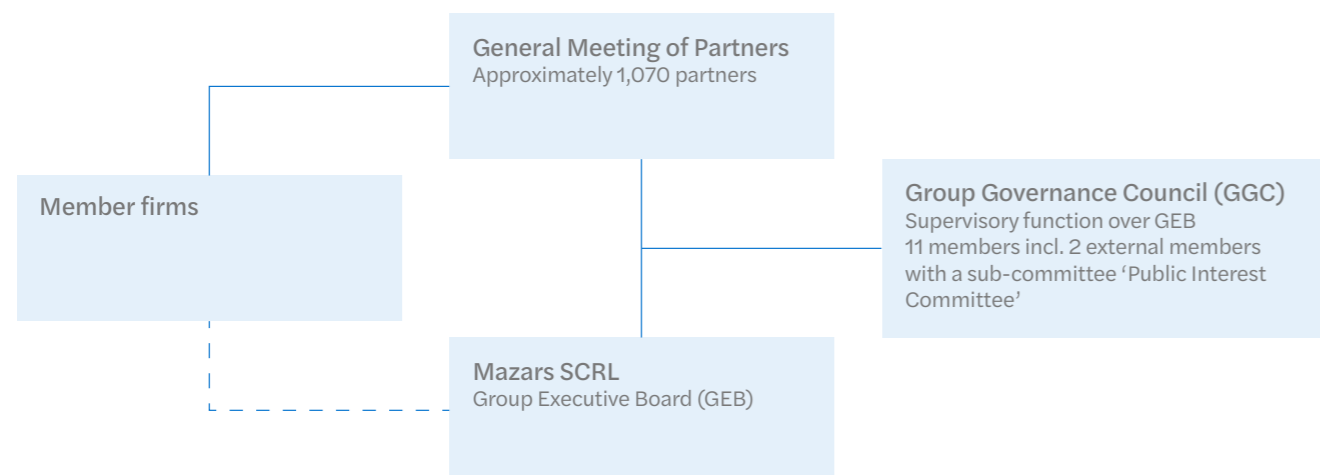 General Meeting of Partners
Approximately 1,070 partners
Member firms
Group Governance Council (GGC)
Supervisory function over GEB
11 members incl. 2 external members
with a sub-committee ‘Public Interest
Committee’
Mazars SCRL
Group Executive Board (GEB)